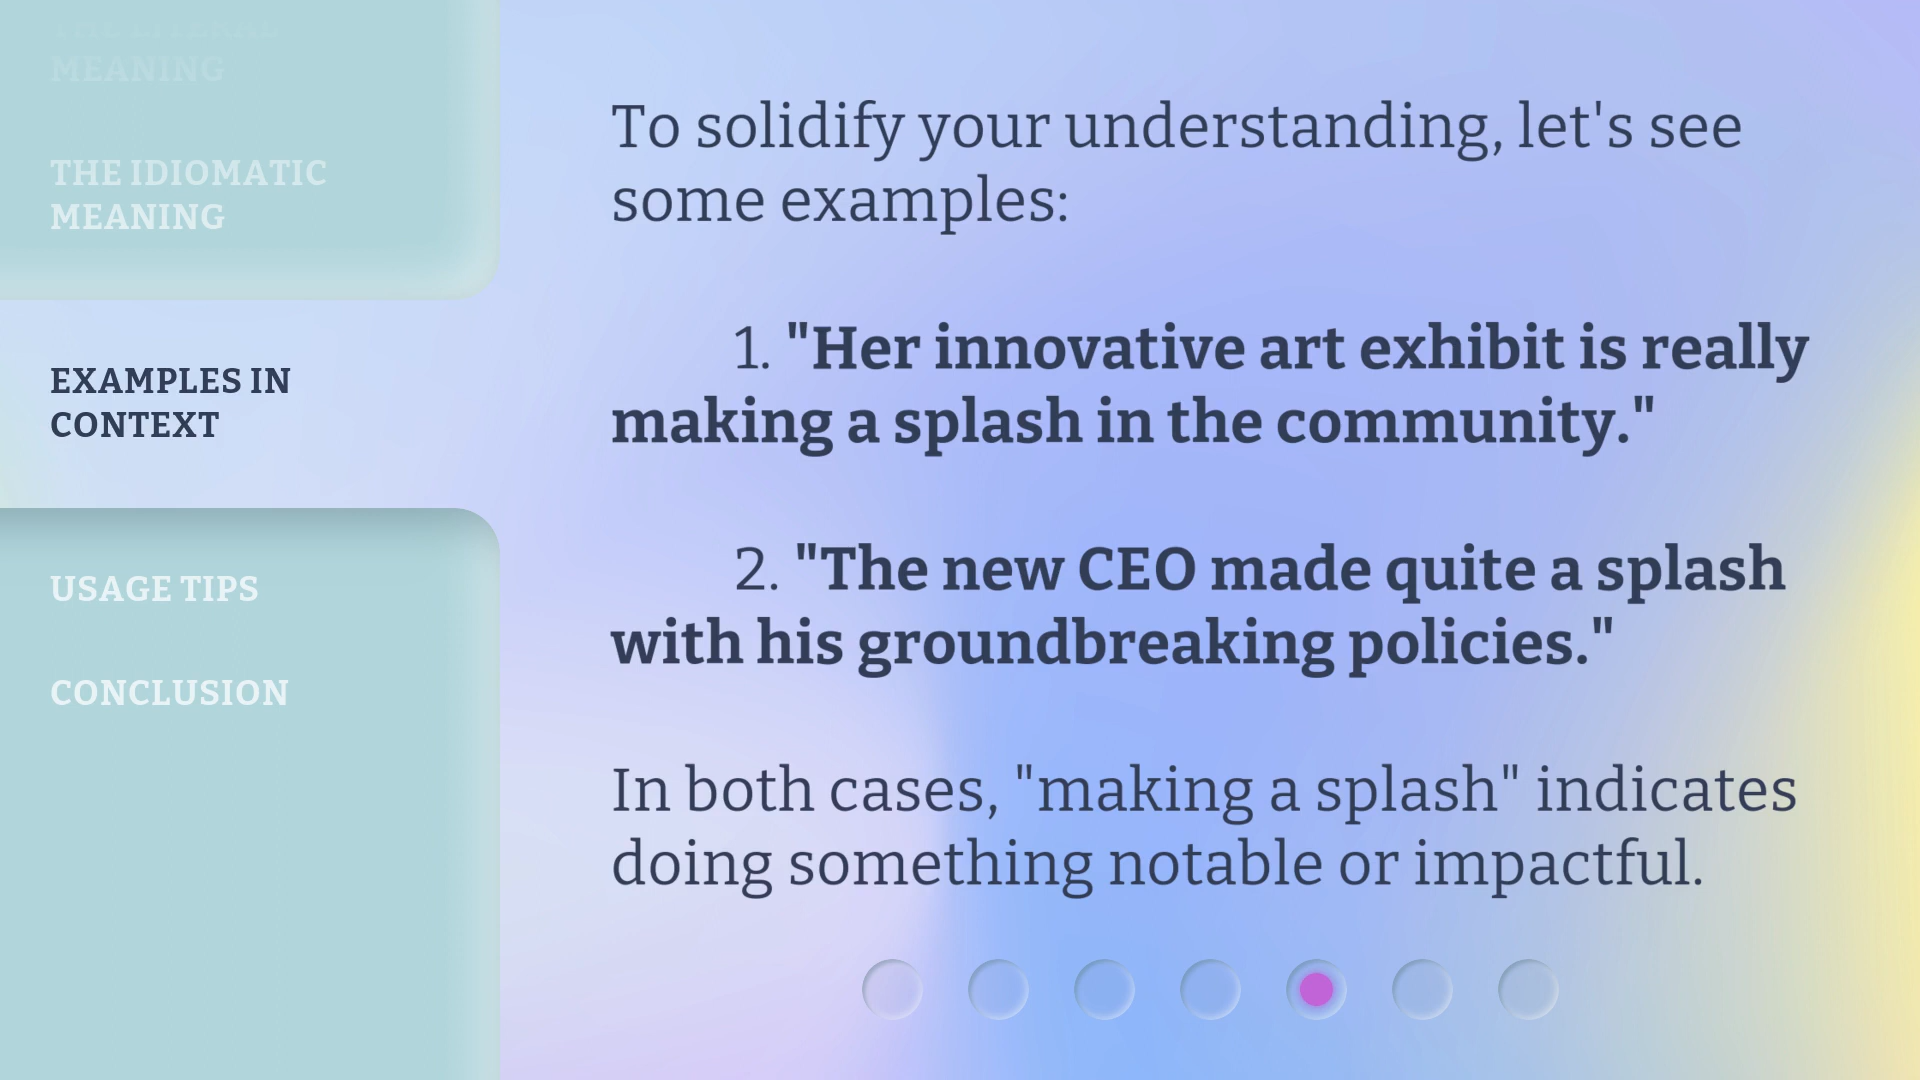 THE LITERAL
MEANING
THE IDIOMATIC
MEANING
EXAMPLES IN
CONTEXT
USAGE TIPS
CONCLUSION
To solidify your understanding, let's see
some examples:
1. "Her innovative art exhibit is really
making a splash in the community."
2. "The new CEO made quite a splash
with his groundbreaking policies."
In both cases, "making a splash" indicates
doing something notable or impactful.